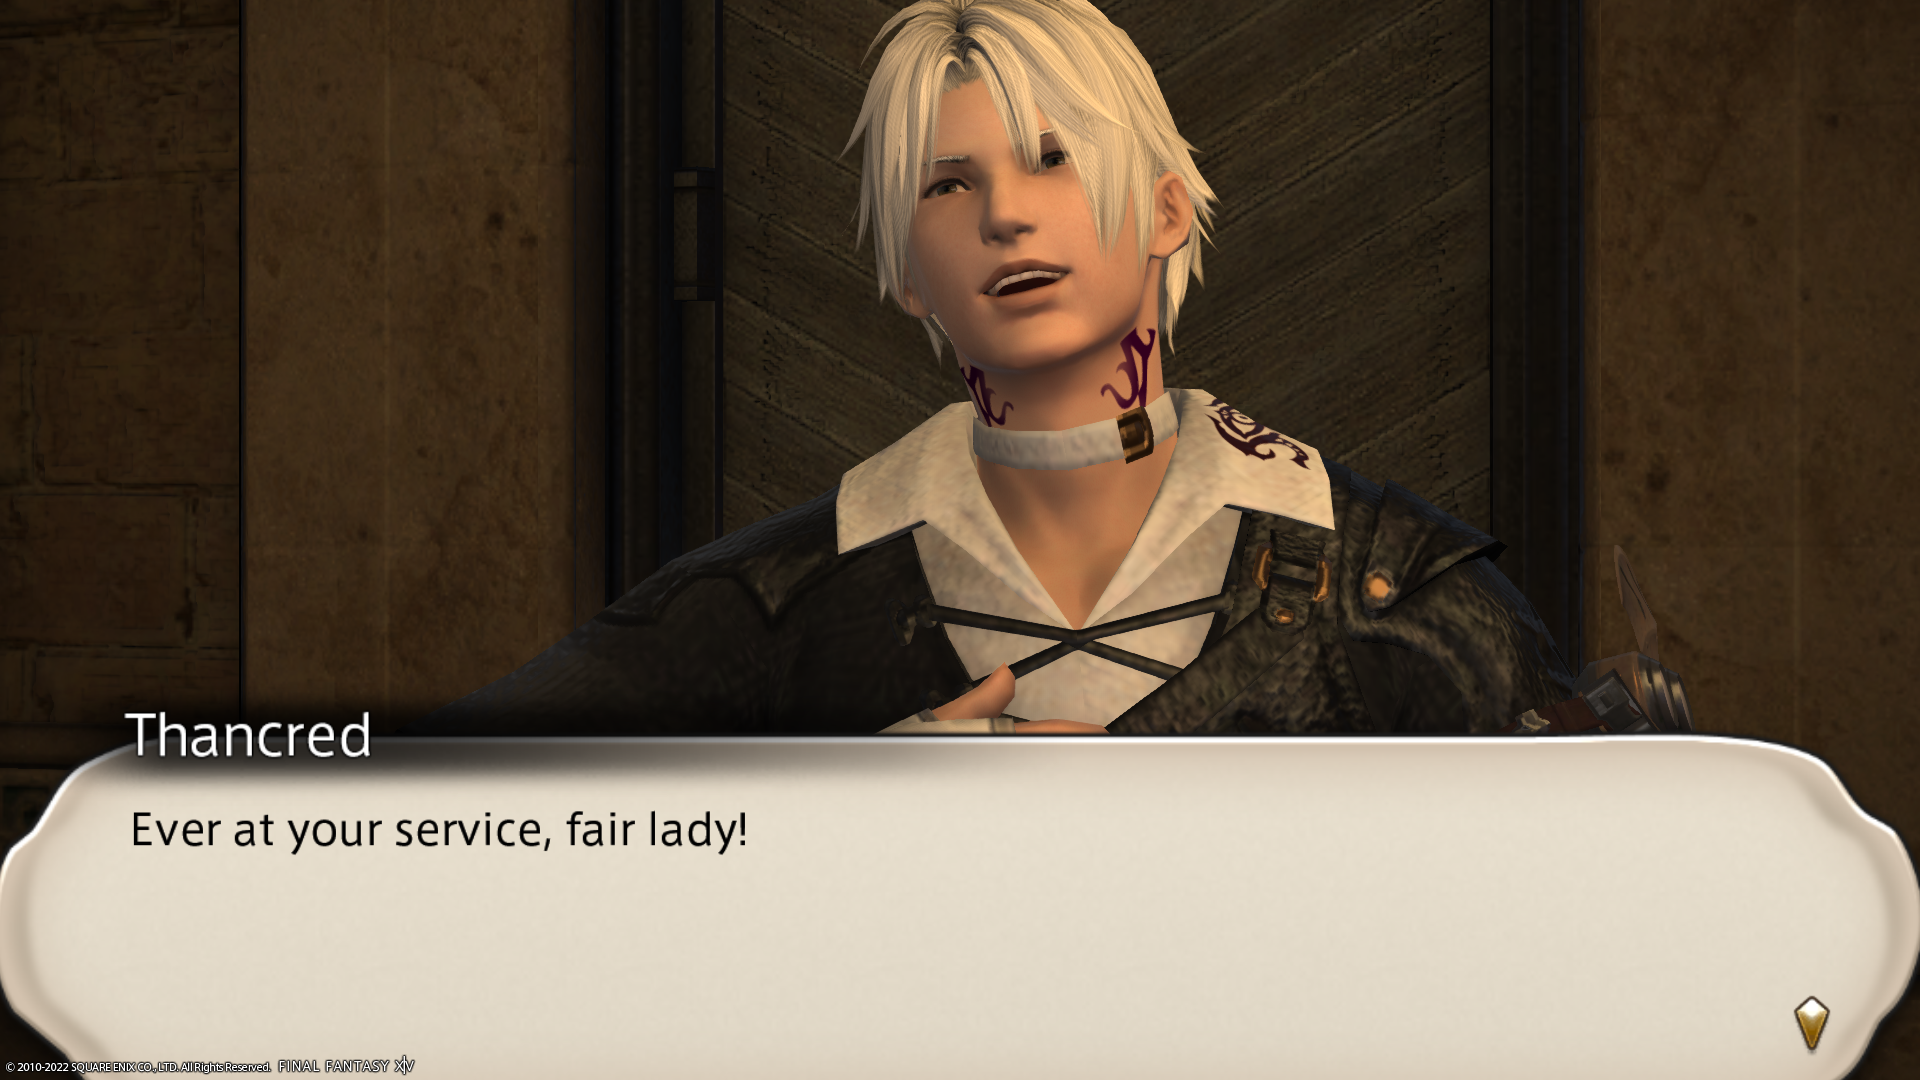 Thancred
Ever at your service, fair lady!
© 2010-2022 SQUARE ENIX CO., LTD. All Rights Reserved. FINAL FANTASY XIV